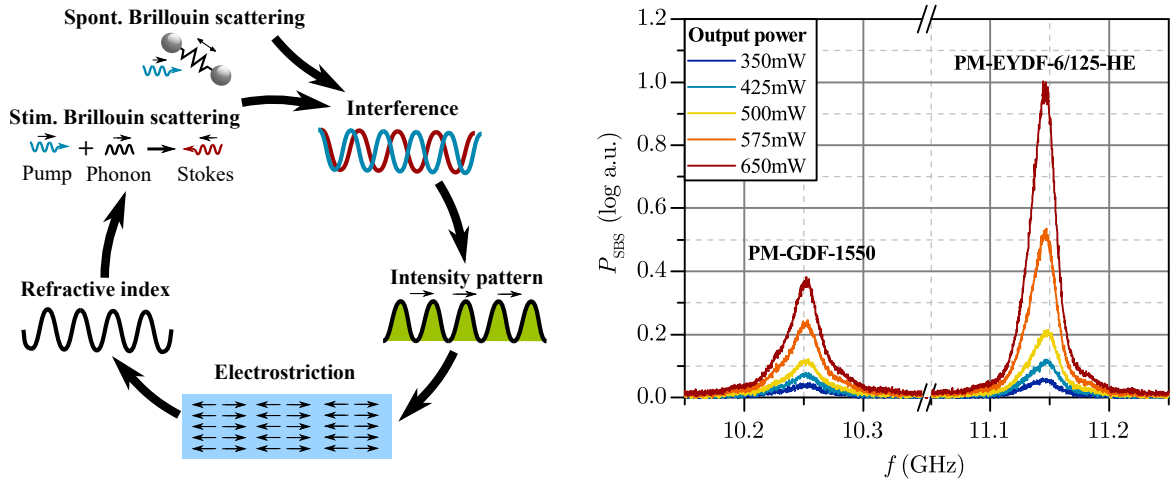 Spont. Brillouin scattering
Stim. Brillouin scattering
Pump + Phonon Stokes
Interference
Intensity pattern
Refractive index
Electrostriction
Output power
350mW
425mW
500mW
575mW
650mW
PM-EYDF-6/125-HE
PM-GDF-1550
P_SBS (log a.u.)
1.2
1.0
0.8
0.6
0.4
0.2
0.0
10.2 10.3 11.1 11.2
f (GHz)